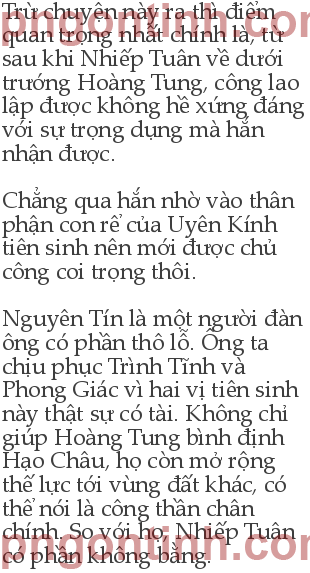 Trừ chuyện này ra thì điểm
quan trọng nhất chính là, từ
sau khi Nhiếp Tuân về dưới
trướng Hoàng Tung, công lao
lập được không hề xứng đáng
với sự trọng dụng mà hắn
nhận được.
Chẳng qua hắn nhờ vào thân
phận con rể của Uyên Kính
tiên sinh nên mới được chủ
công coi trọng thôi.
Nguyên Tín là một người đàn
ông có phần thô lỗ. Ông ta
chịu phục Trình Tĩnh và
Phong Giác vì hai vị tiên sinh
này thật sự có tài. Không chỉ
giúp Hoàng Tung bình định
Hạo Châu, họ còn mở rộng
thế lực tới vùng đất khác, có
thể nói là công thần chân
chính. So với họ, Nhiếp Tuân
có phần không bằng.
pngontinh.com
pngontinh.com